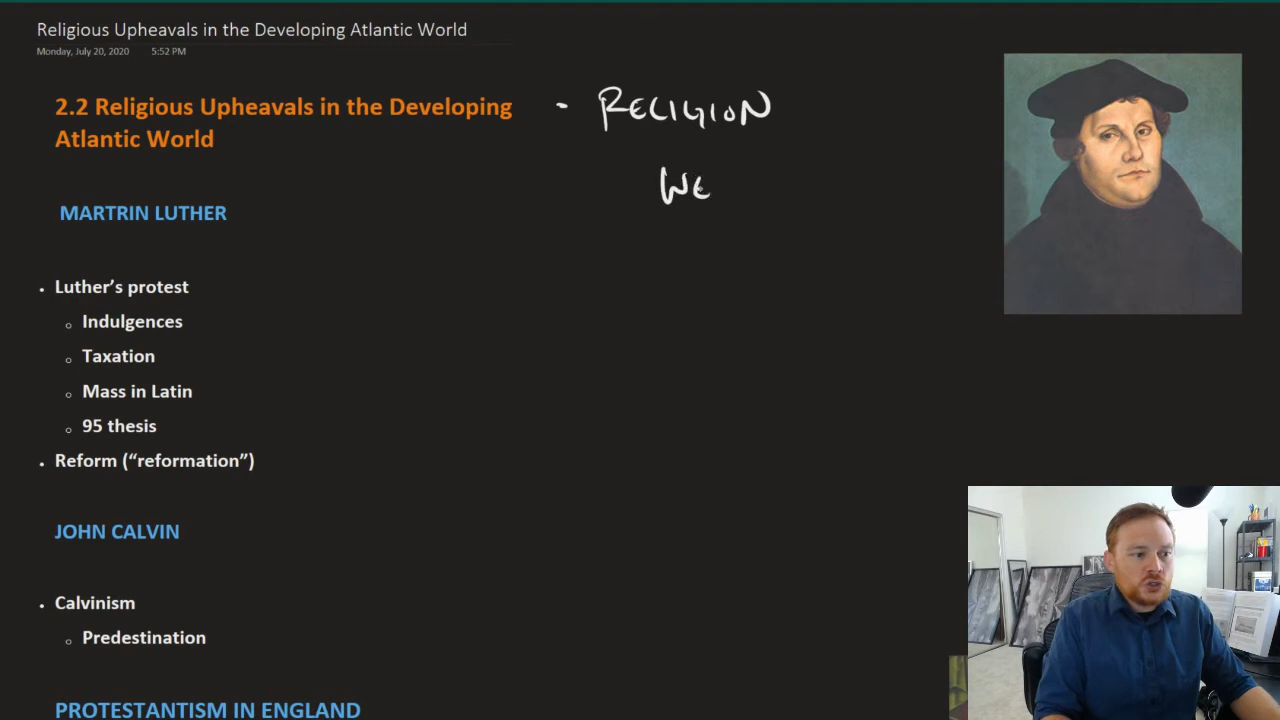 Religious Upheavals in the Developing Atlantic World
Monday, July 20, 2020 5:52 PM
2.2 Religious Upheavals in the Developing
Atlantic World
- RELIGION
WE
MARTRIN LUTHER
• Luther’s protest
○ Indulgences
○ Taxation
○ Mass in Latin
○ 95 thesis
• Reform (“reformation”)
JOHN CALVIN
• Calvinism
○ Predestination
PROTESTANTISM IN ENGLAND